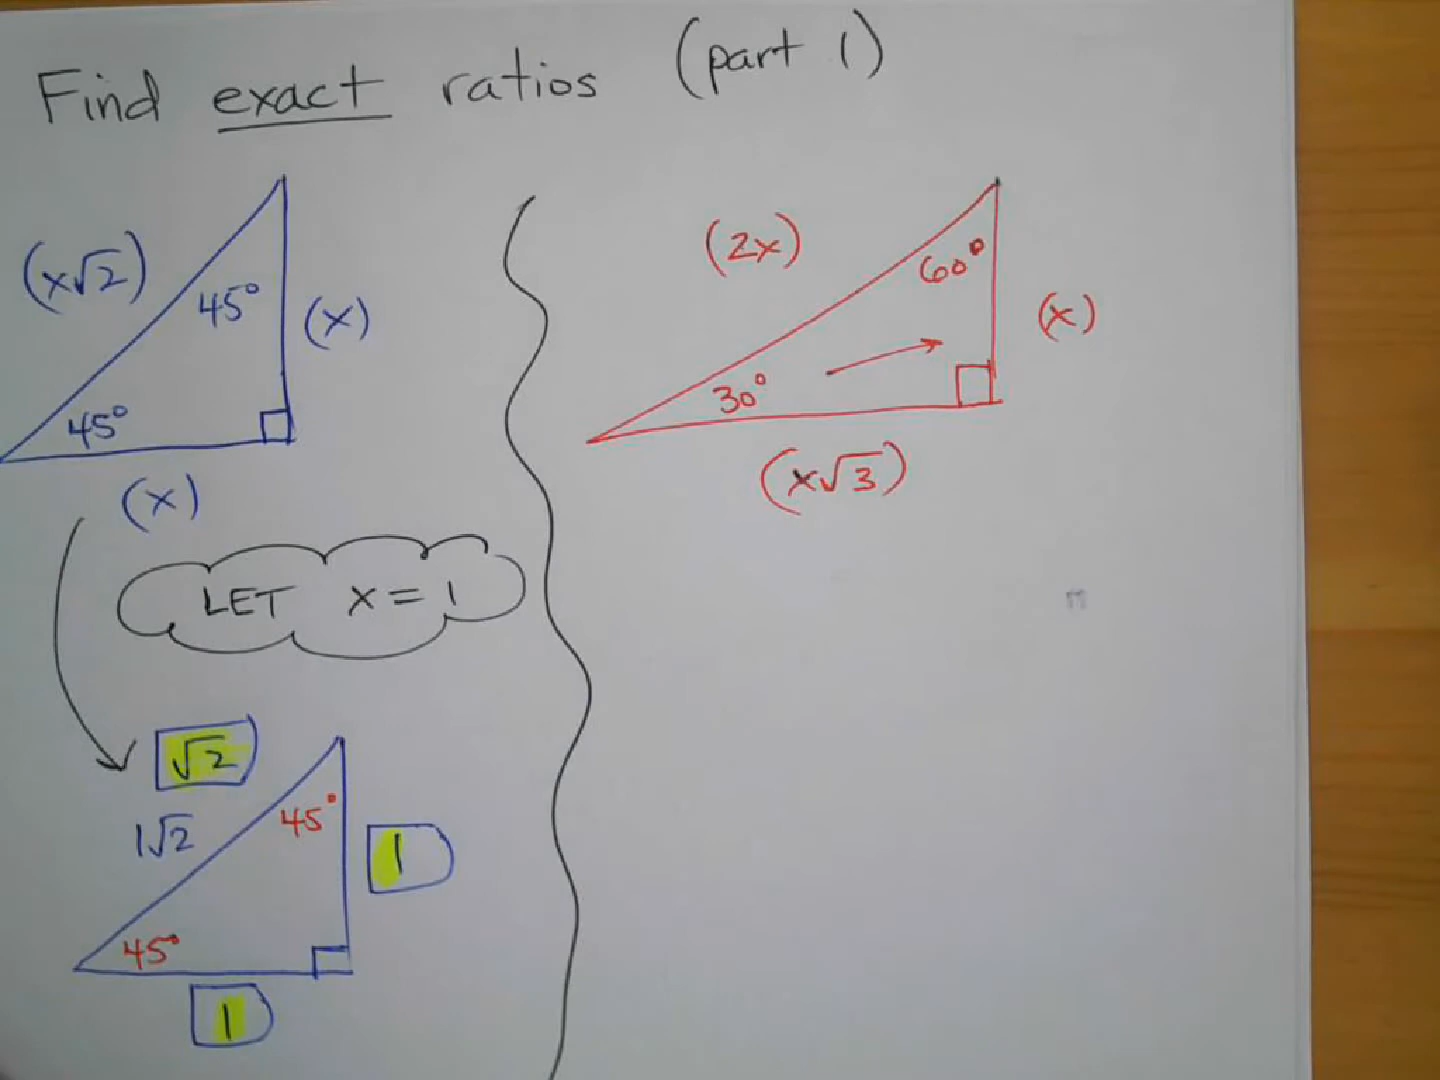 Find exact ratios (part 1)
(x√2)
45°
(x)
45°
(x)
LET x = 1
√2
1√2
45°
1
45°
1
(2x)
60°
(x)
30°
(x√3)